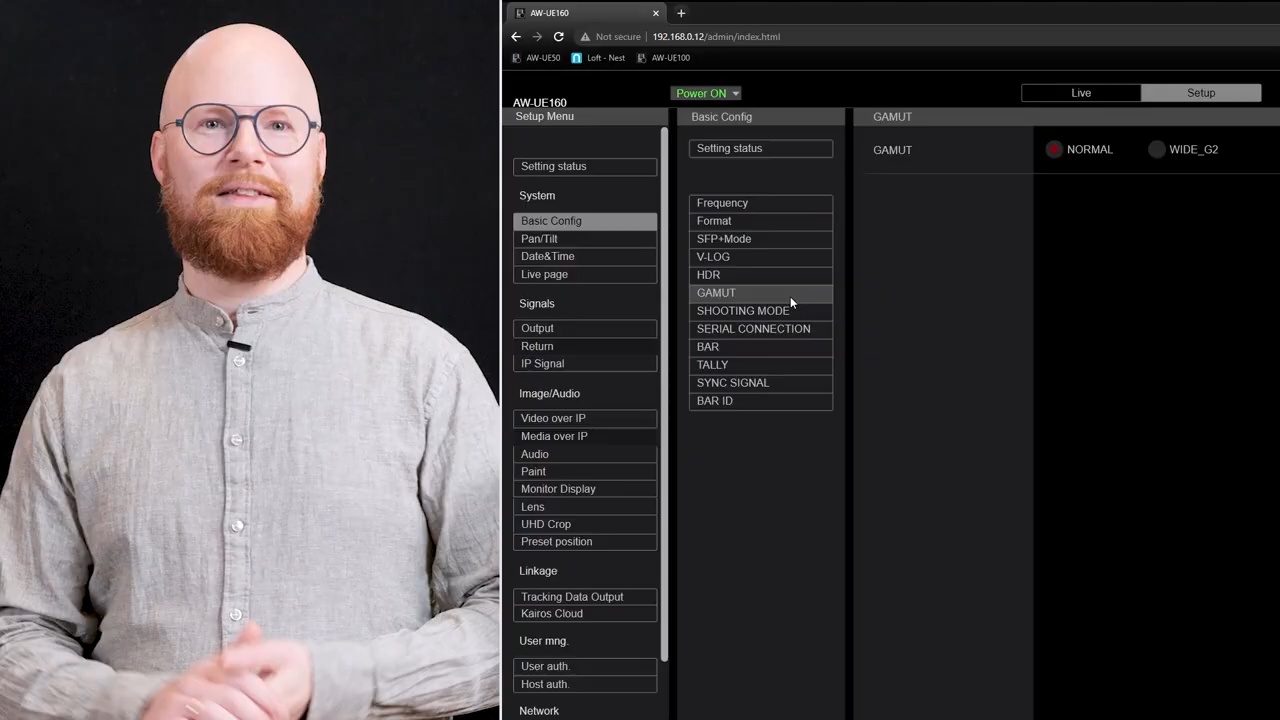 AW-UE160
Not secure 192.168.0.12/admin/index.html
AW-UE50 Loft - Nest AW-UE100
AW-UE160
Power ON
Live Setup
Setup Menu
Setting status
System
Basic Config
Pan/Tilt
Date&Time
Live page
Signals
Output
Return
IP Signal
Image/Audio
Video over IP
Media over IP
Audio
Paint
Monitor Display
Lens
UHD Crop
Preset position
Linkage
Tracking Data Output
Kairos Cloud
User mng.
User auth.
Host auth.
Network
Basic Config
Setting status
Frequency
Format
SFP+Mode
V-LOG
HDR
GAMUT
SHOOTING MODE
SERIAL CONNECTION
BAR
TALLY
SYNC SIGNAL
BAR ID
GAMUT
GAMUT NORMAL WIDE_G2